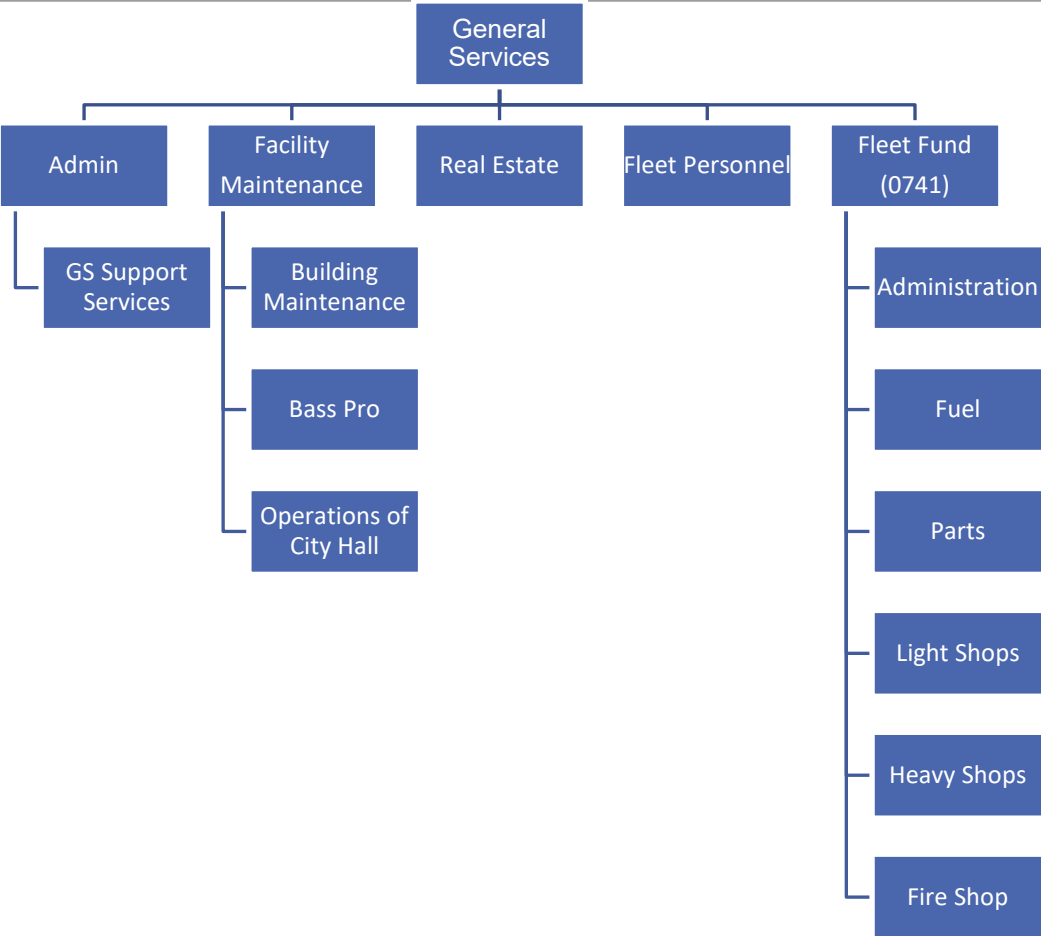 General
Services
Admin
Facility
Maintenance
Real Estate
Fleet Personnel
Fleet Fund
(0741)
GS Support
Services
Building
Maintenance
Administration
Bass Pro
Fuel
Operations of
City Hall
Parts
Light Shops
Heavy Shops
Fire Shop